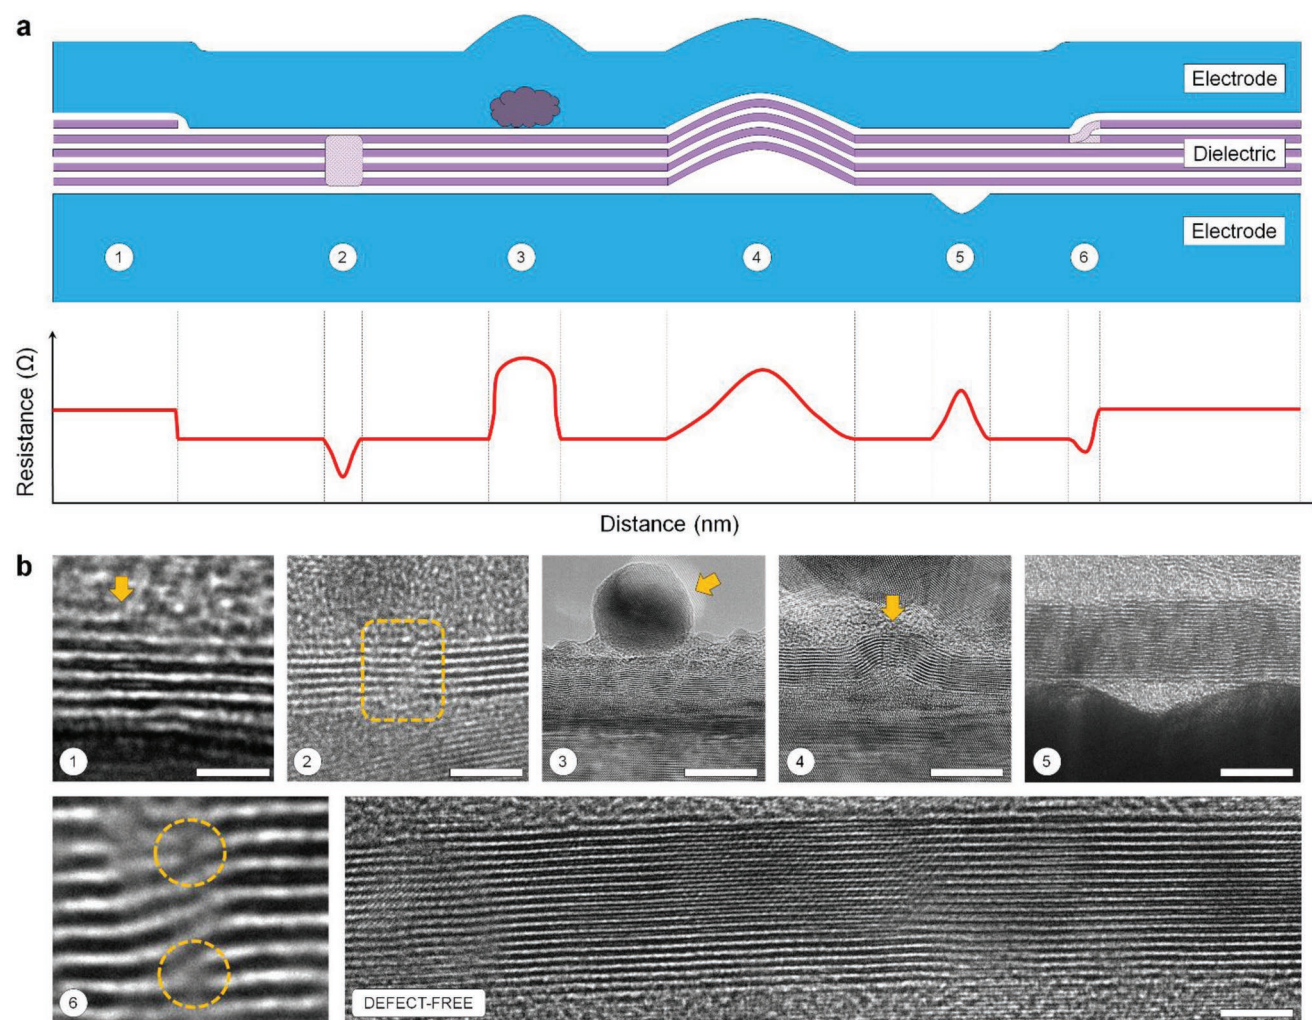 a
Electrode
Dielectric
Electrode
1 2 3 4 5 6
Resistance (Ω)
Distance (nm)
b
1 2 3 4 5
6 DEFECT-FREE